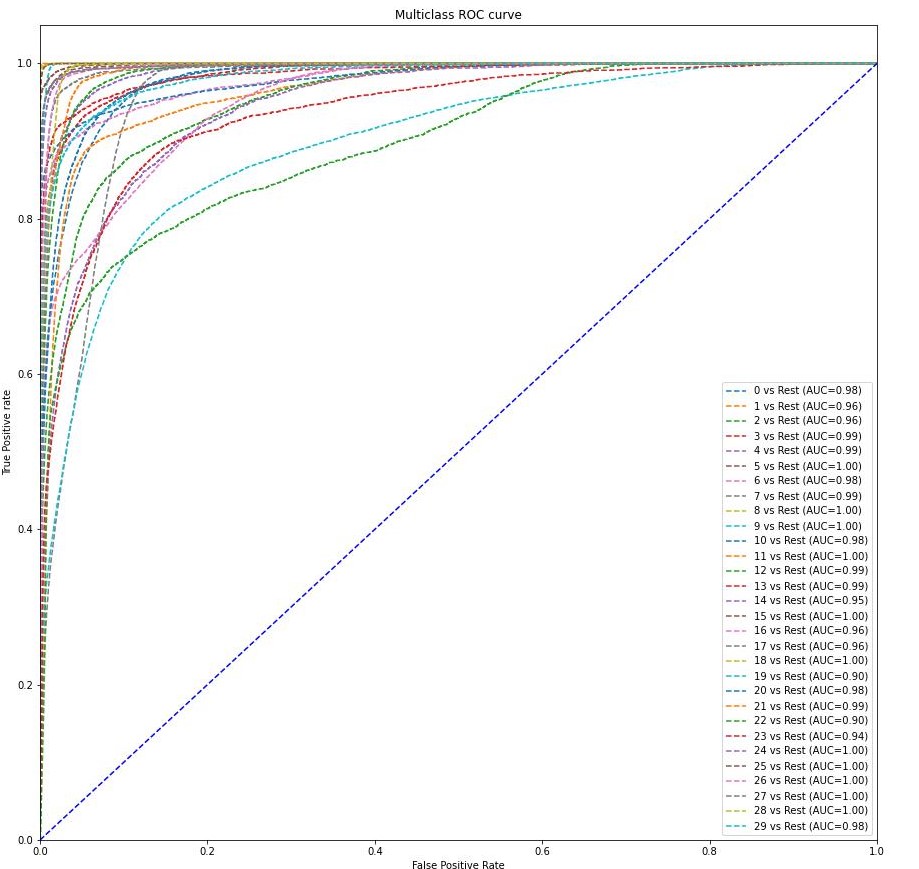 Multiclass ROC curve
True Positive rate
1.0
0.8
0.6
0.4
0.2
0.0
0 vs Rest (AUC=0.98)
1 vs Rest (AUC=0.96)
2 vs Rest (AUC=0.96)
3 vs Rest (AUC=0.99)
4 vs Rest (AUC=0.99)
5 vs Rest (AUC=1.00)
6 vs Rest (AUC=0.98)
7 vs Rest (AUC=0.99)
8 vs Rest (AUC=1.00)
9 vs Rest (AUC=1.00)
10 vs Rest (AUC=0.98)
11 vs Rest (AUC=1.00)
12 vs Rest (AUC=0.99)
13 vs Rest (AUC=0.99)
14 vs Rest (AUC=0.95)
15 vs Rest (AUC=1.00)
16 vs Rest (AUC=0.96)
17 vs Rest (AUC=0.96)
18 vs Rest (AUC=1.00)
19 vs Rest (AUC=0.90)
20 vs Rest (AUC=0.98)
21 vs Rest (AUC=0.99)
22 vs Rest (AUC=0.90)
23 vs Rest (AUC=0.94)
24 vs Rest (AUC=1.00)
25 vs Rest (AUC=1.00)
26 vs Rest (AUC=1.00)
27 vs Rest (AUC=1.00)
28 vs Rest (AUC=1.00)
29 vs Rest (AUC=0.98)
0.0 0.2 0.4 0.6 0.8 1.0
False Positive Rate